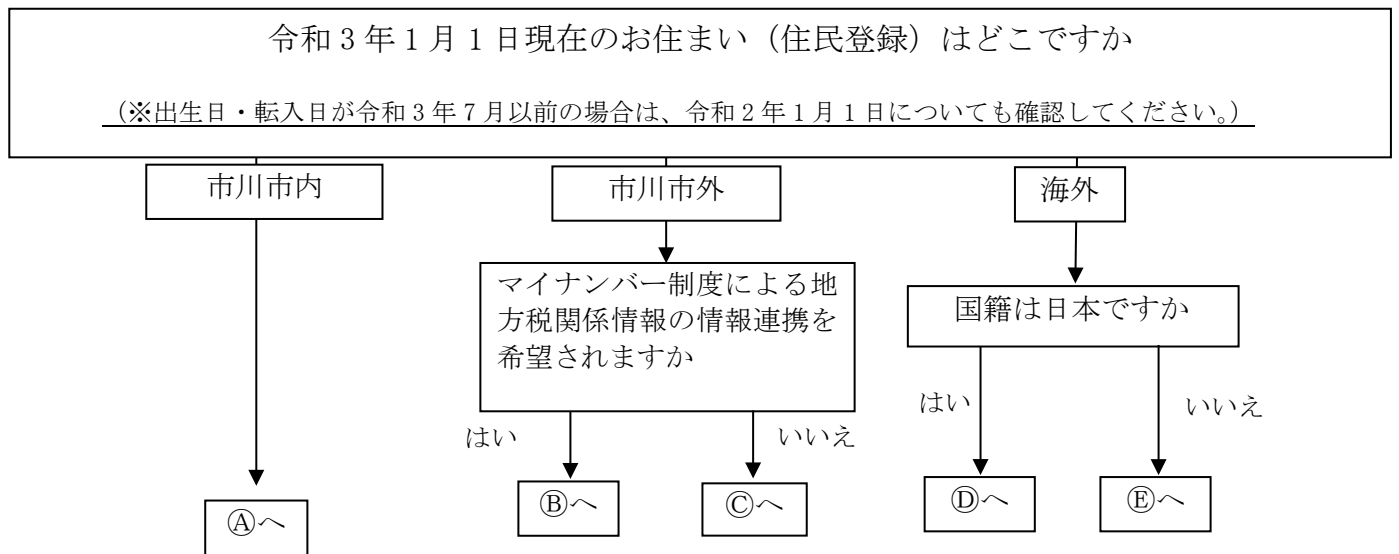 令和３年１月１日現在のお住まい（住民登録）はどこですか
（※出生日・転入日が令和３年７月以前の場合は、令和２年１月１日についても確認してください。）
市川市内
市川市外
海外
マイナンバー制度による地
方税関係情報の情報連携を
希望されますか
国籍は日本ですか
はい
いいえ
はい
いいえ
Ⓐへ
Ⓑへ
Ⓒへ
Ⓓへ
Ⓔへ